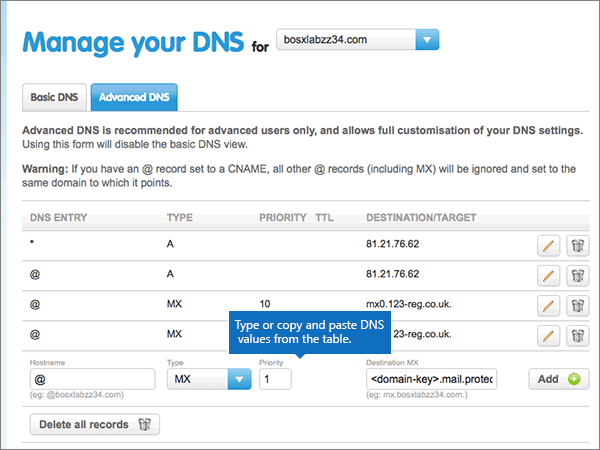 Manage your DNS for bosxlabzz34.com
Basic DNS Advanced DNS
Advanced DNS is recommended for advanced users only, and allows full customisation of your DNS settings.
Using this form will disable the basic DNS view.
Warning: If you have an @ record set to a CNAME, all other @ records (including MX) will be ignored and set to the
same domain to which it points.
DNS ENTRY TYPE PRIORITY TTL DESTINATION/TARGET
* A 81.21.76.62
@ A 81.21.76.62
@ MX 10 mx0.123-reg.co.uk.
@ MX .123-reg.co.uk.
Type or copy and paste DNS
values from the table.
Hostname Type Priority Destination MX
@ MX 1 <domain-key>.mail.protec Add
(eg: @bosxlabzz34.com) (eg: mx.bosxlabzz34.com.)
Delete all records